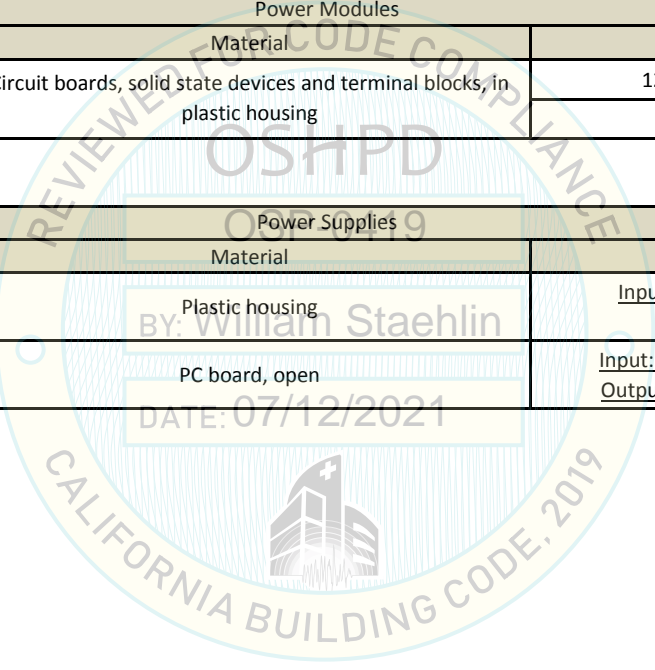 Power Modules
Material
Circuit boards, solid state devices and terminal blocks, in
plastic housing
Power Supplies
Material
Plastic housing
PC board, open
Input:
REVIEWED FOR CODE COMPLIANCE
OSHPD
OSP-0419
BY: William Staehlin
DATE: 07/12/2021
CALIFORNIA BUILDING CODE, 2019